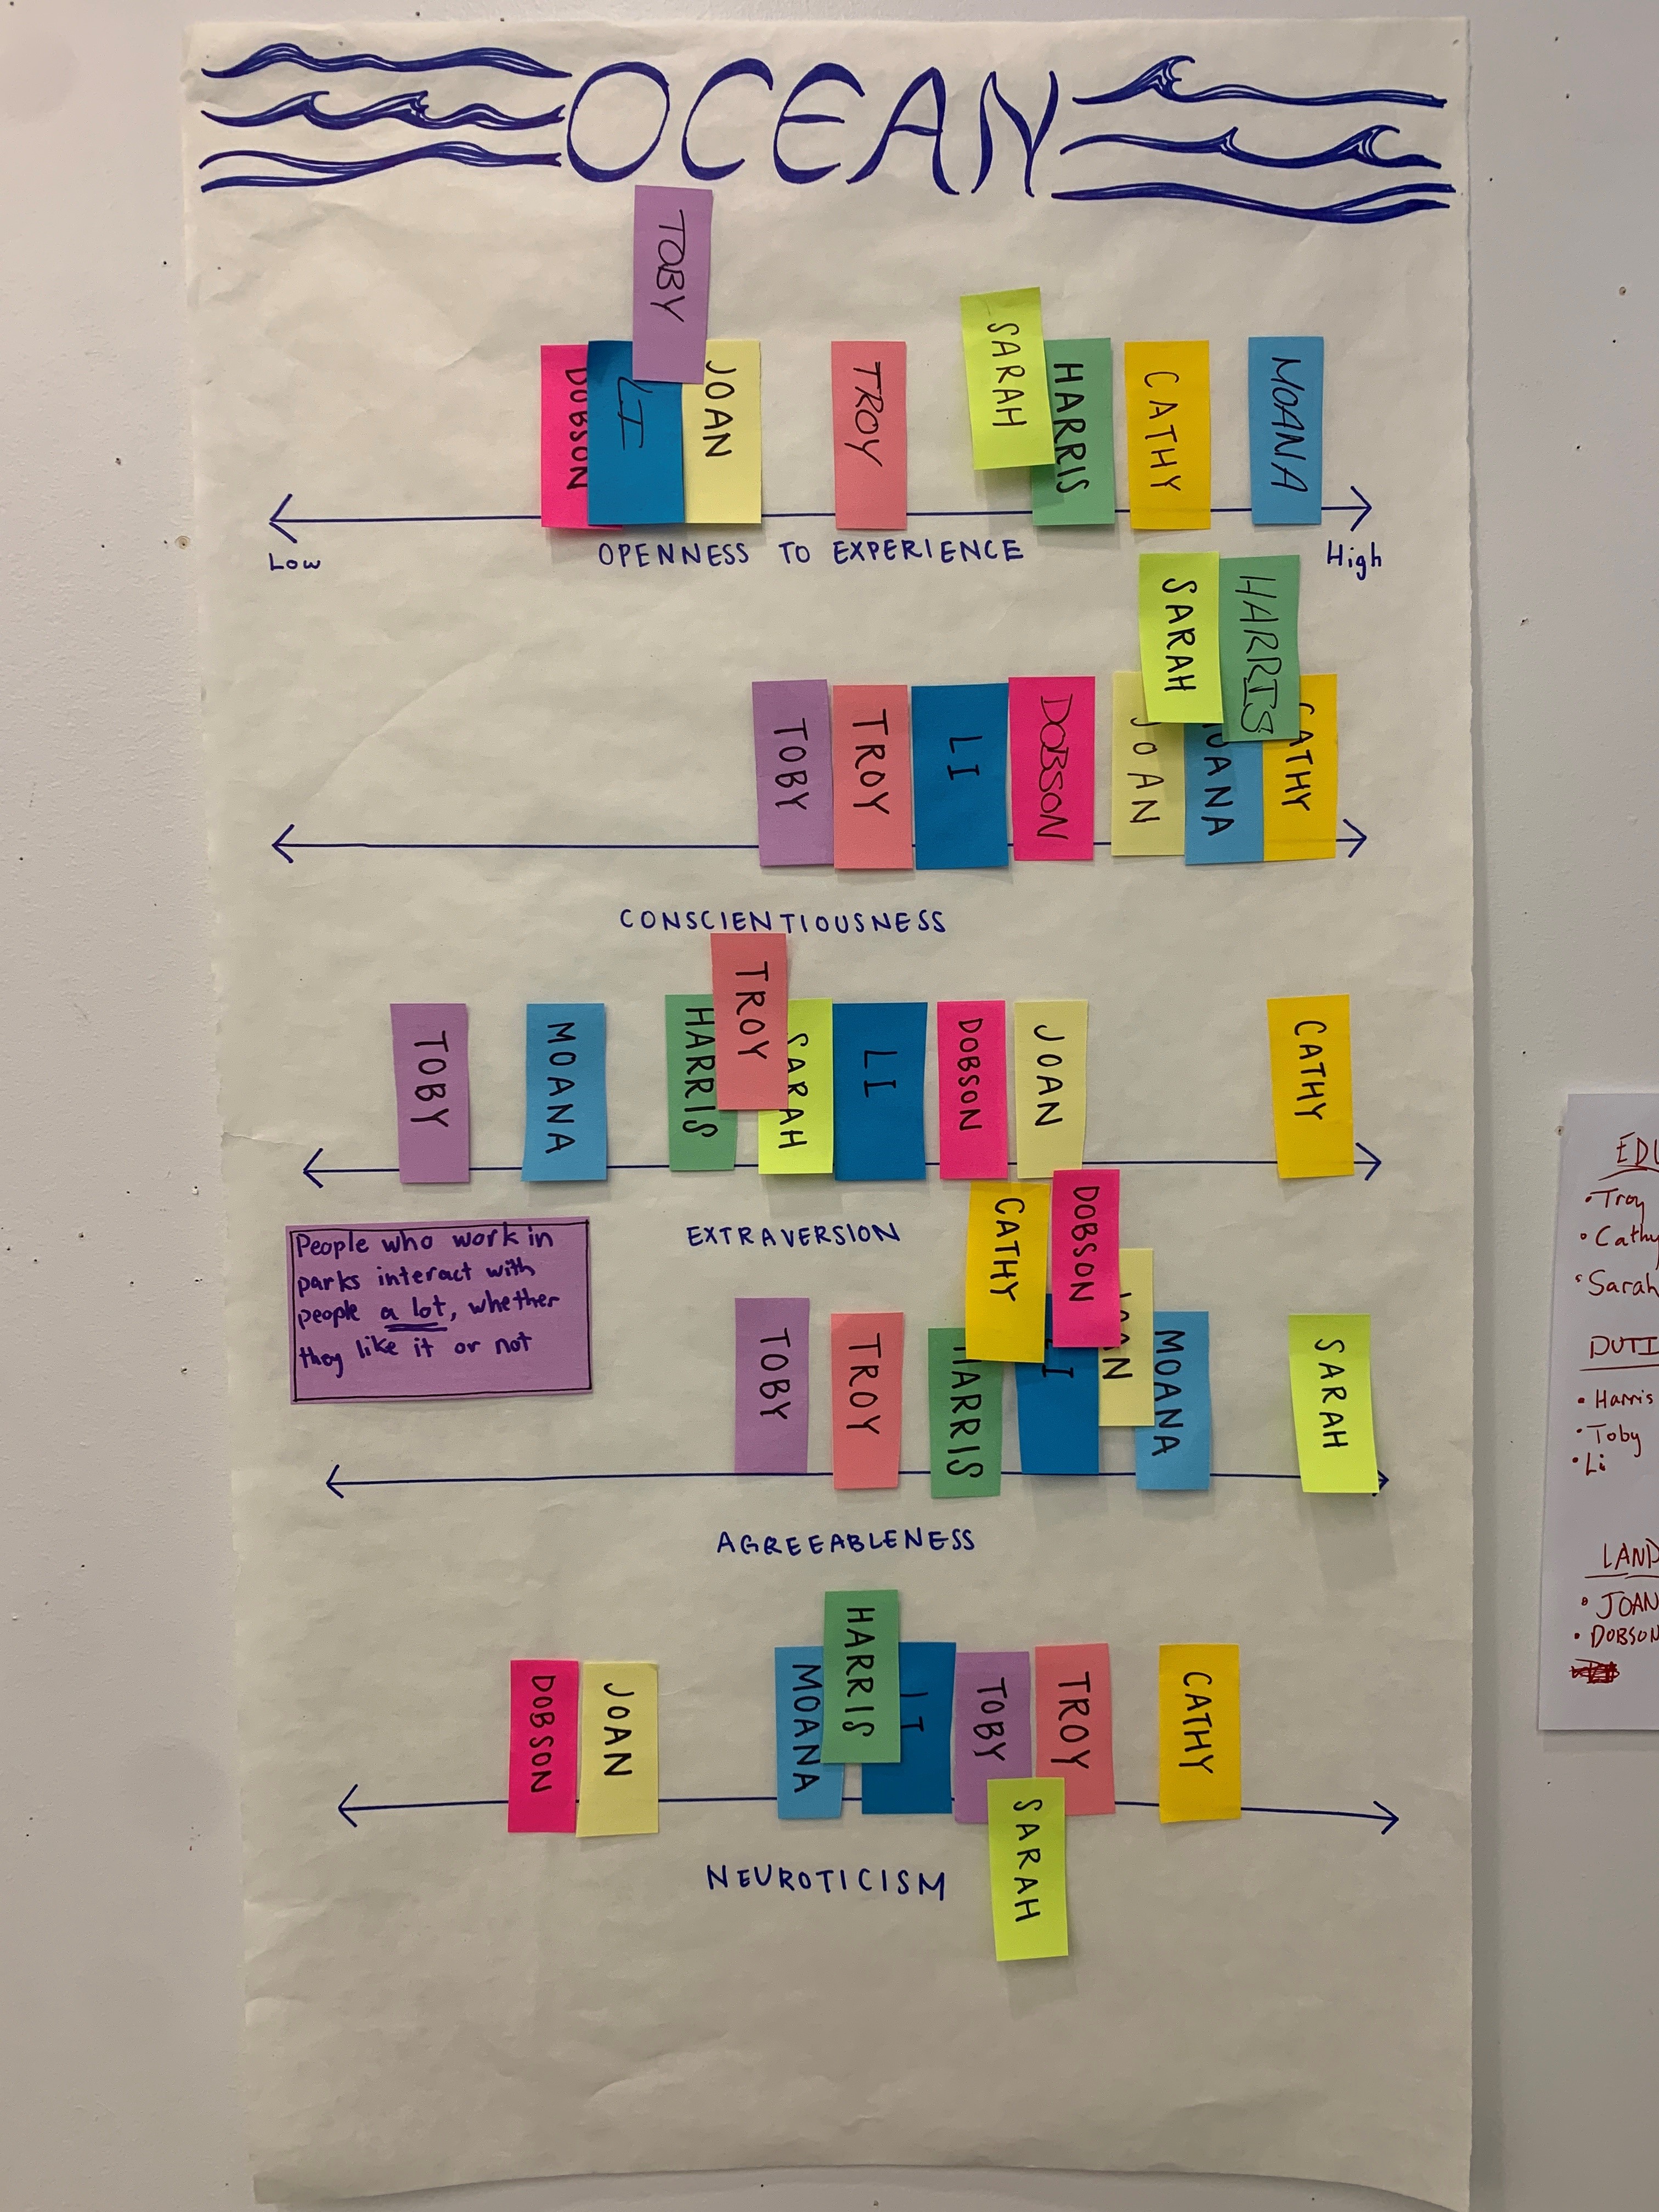 OCEAN
TOBY
DOBSON
LI
JOAN
TROY
SARAH
HARRIS
CATHY
MOANA
Low
OPENNESS TO EXPERIENCE
High
TOBY
TROY
LI
DOBSON
JOAN
SARAH
OANA
HARRIS
CATHY
CONSCIENTIOUSNESS
TOBY
MOANA
HARRIS
TROY
SARAH
LI
DOBSON
JOAN
CATHY
EXTRAVERSION
People who work in
parks interact with
people a lot, whether
they like it or not
TOBY
TROY
HARRIS
CATHY
LI
DOBSON
JOAN
MOANA
SARAH
AGREEABLENESS
DOBSON
JOAN
MOANA
HARRIS
LI
TOBY
SARAH
TROY
CATHY
NEUROTICISM
EDU
• Troy
• Cathy
• Sarah
DUTI
• Harris
• Toby
• Li
LAND
• JOAN
• DOBSON